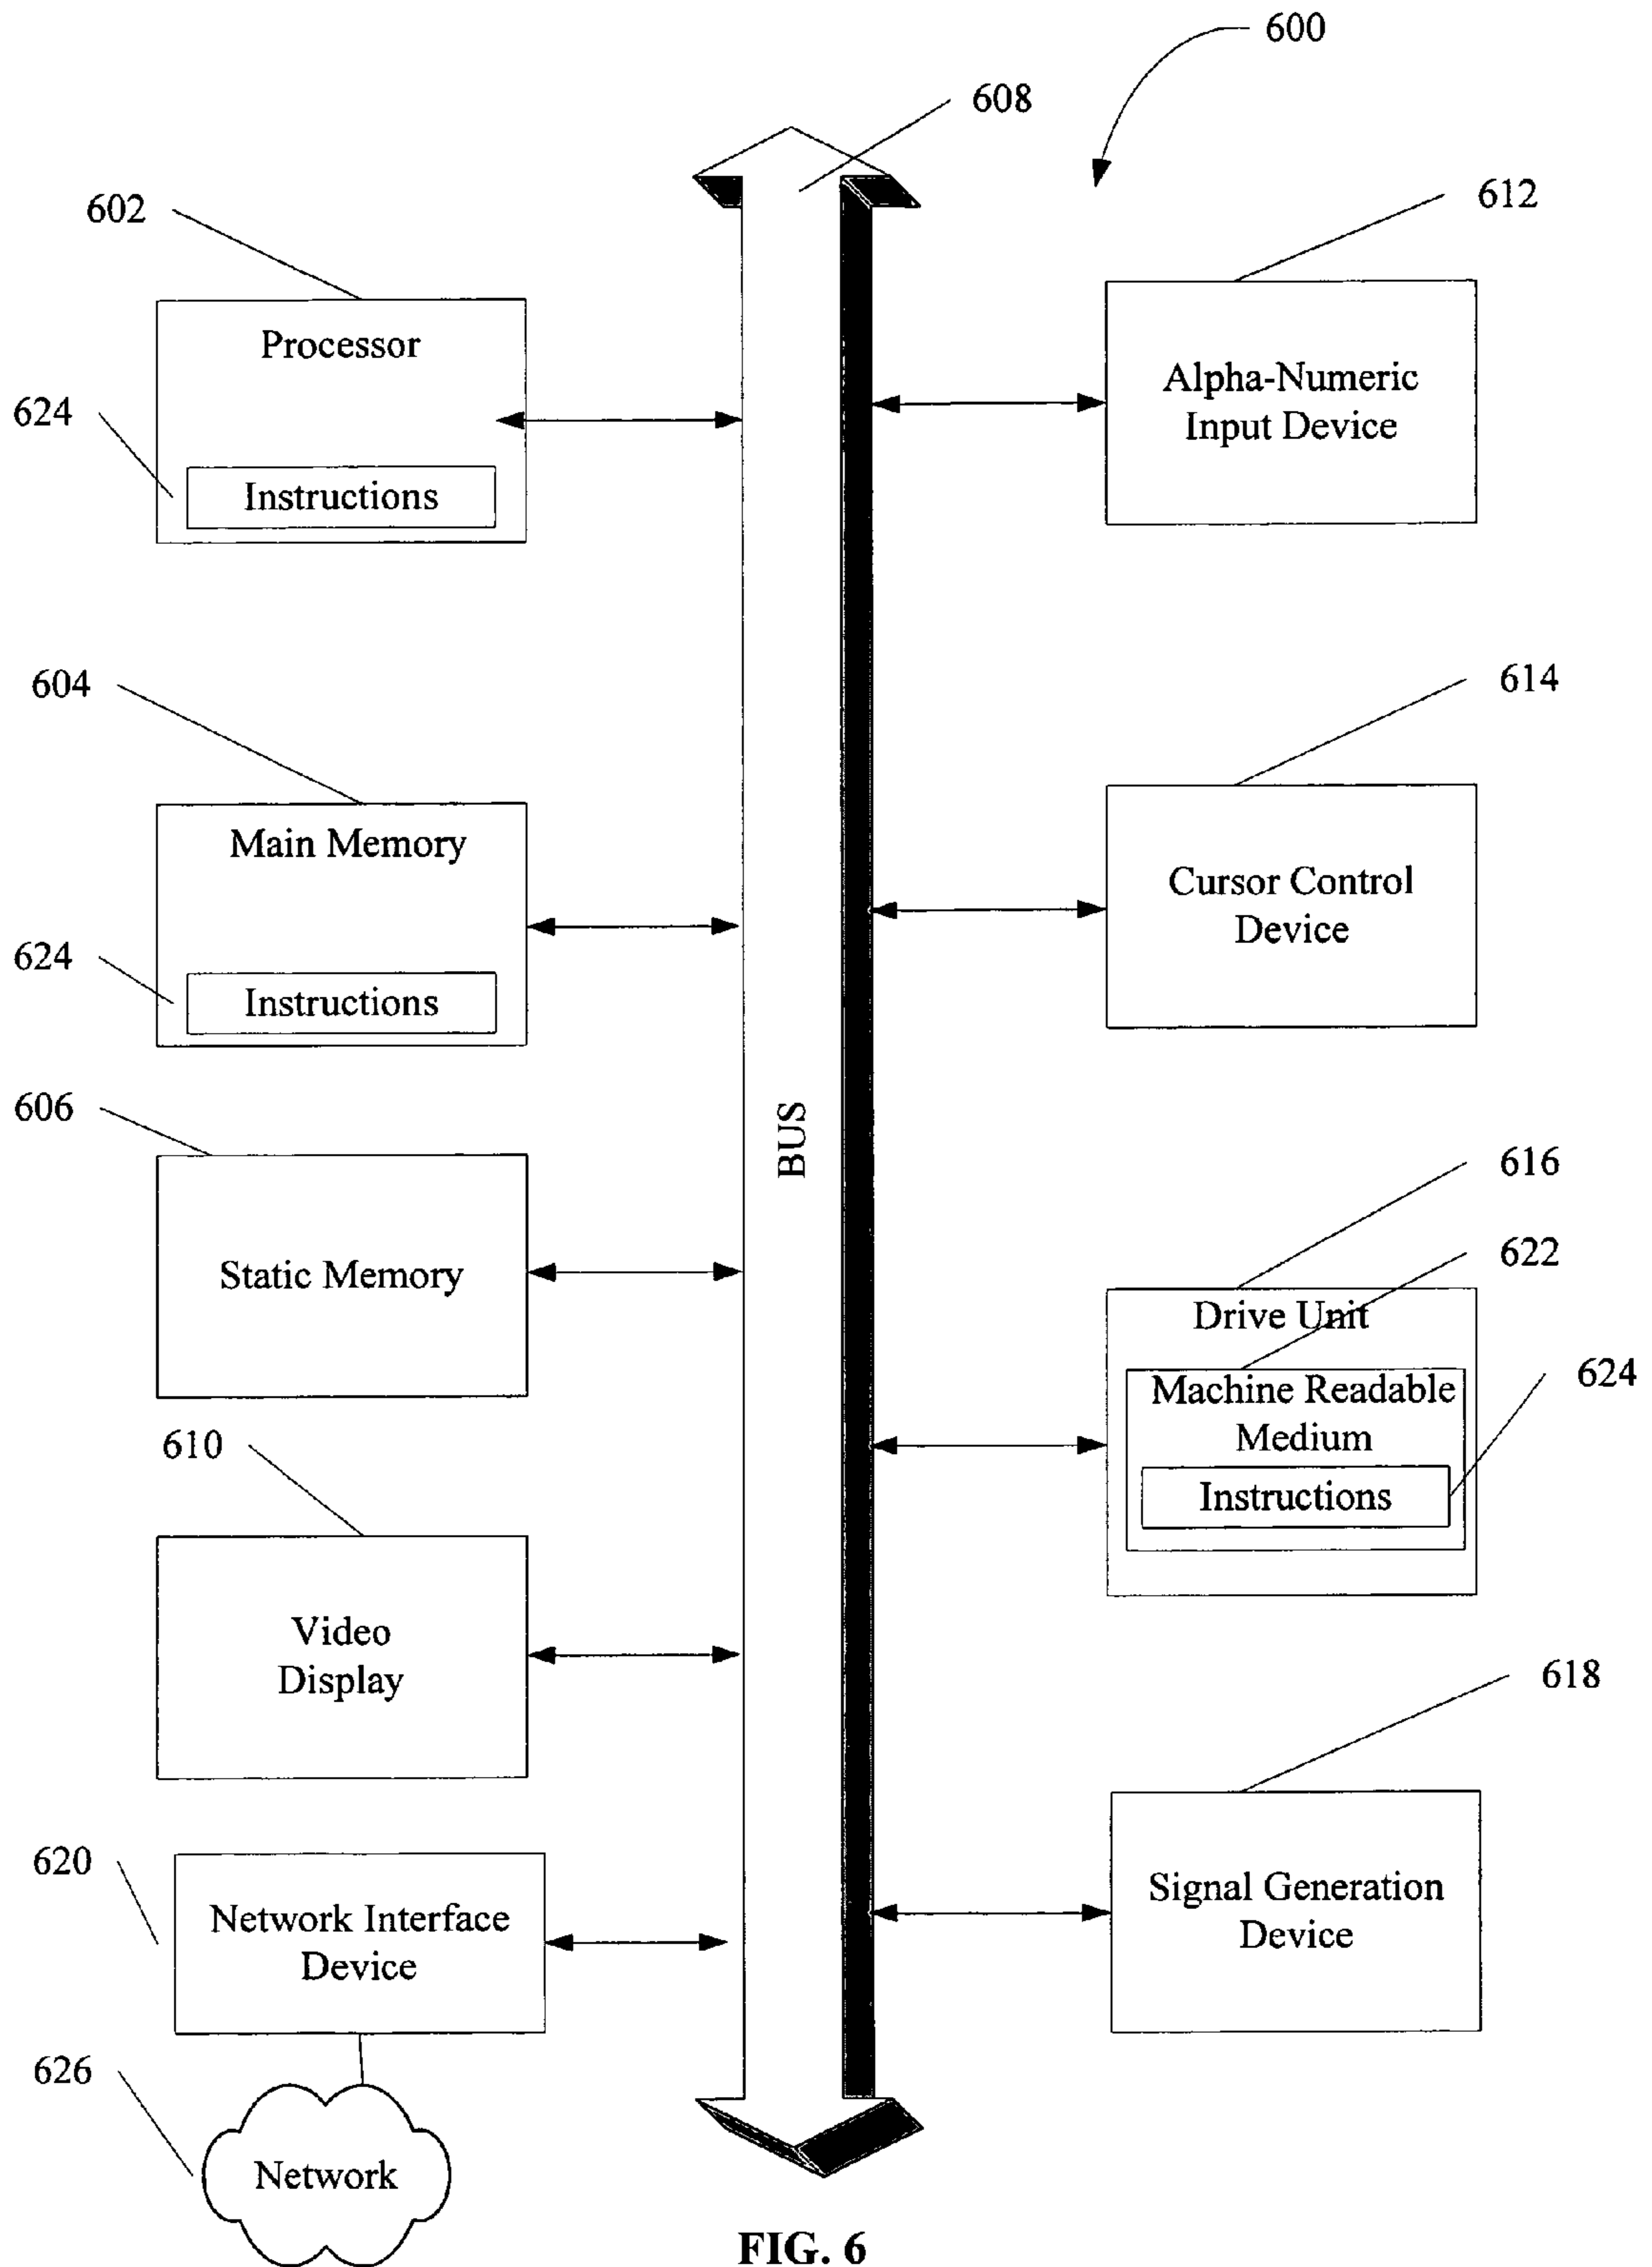 600
608
602
612
Processor
624
Instructions
Alpha-Numeric
Input Device
604
614
Main Memory
624
Instructions
Cursor Control
Device
606
BUS
616
622
Static Memory
Drive Unit
624
Machine Readable
Medium
Instructions
610
Video
Display
618
620
Network Interface
Device
Signal Generation
Device
626
Network
FIG. 6